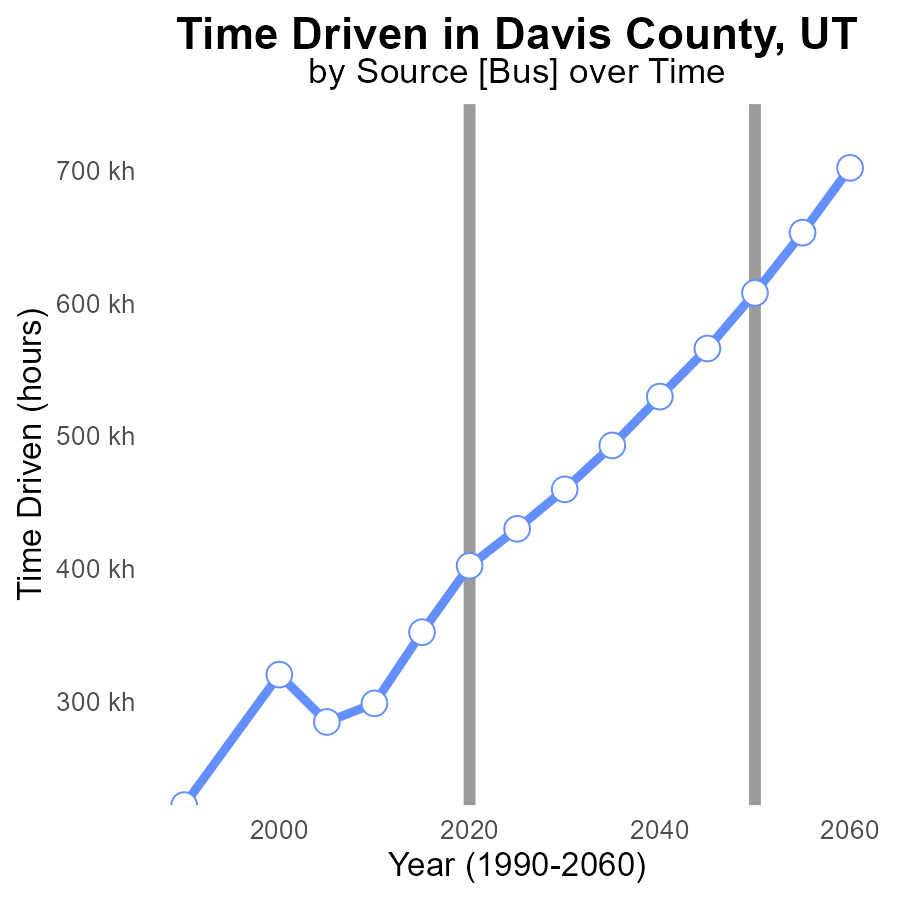 Time Driven in Davis County, UT
by Source [Bus] over Time
Time Driven (hours)
700 kh
600 kh
500 kh
400 kh
300 kh
2000
2020
2040
2060
Year (1990-2060)